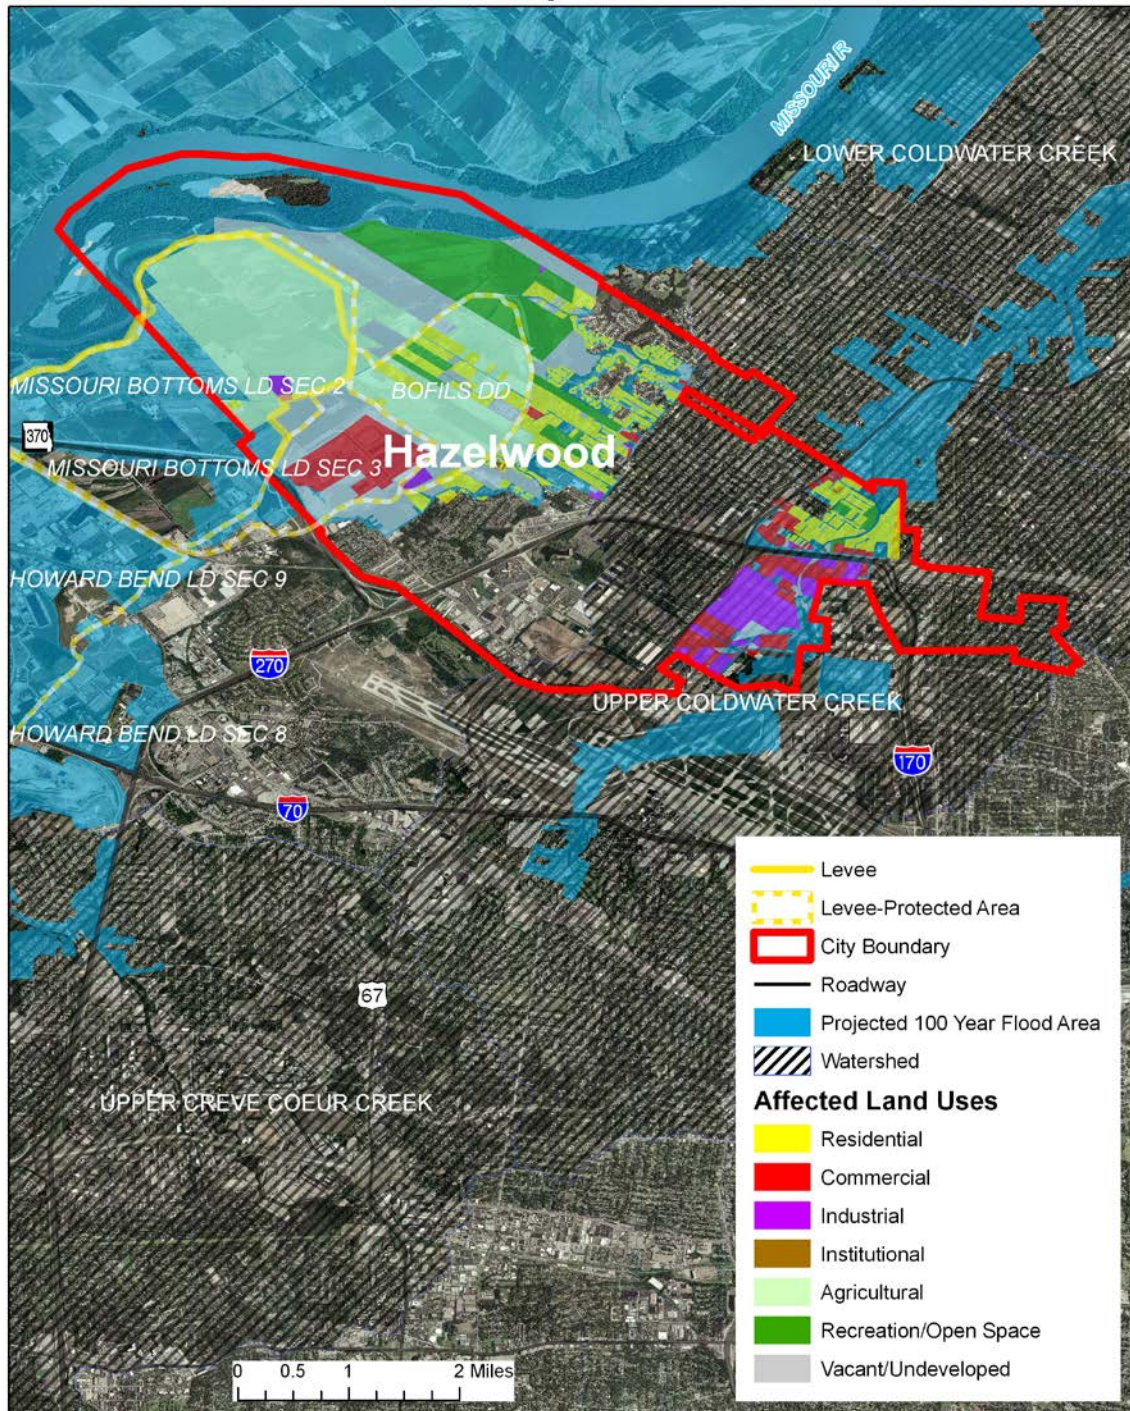 MISSOURI R
LOWER COLDWATER CREEK
MISSOURI BOTTOMS LD SEC 2
BOFILS DD
370
Hazelwood
MISSOURI BOTTOMS LD SEC 3
HOWARD BEND LD SEC 9
270
UPPER COLDWATER CREEK
HOWARD BEND LD SEC 8
170
70
67
UPPER CREVE COEUR CREEK
Levee
Levee-Protected Area
City Boundary
Roadway
Projected 100 Year Flood Area
Watershed
Affected Land Uses
Residential
Commercial
Industrial
Institutional
Agricultural
Recreation/Open Space
Vacant/Undeveloped
0 0.5 1 2 Miles